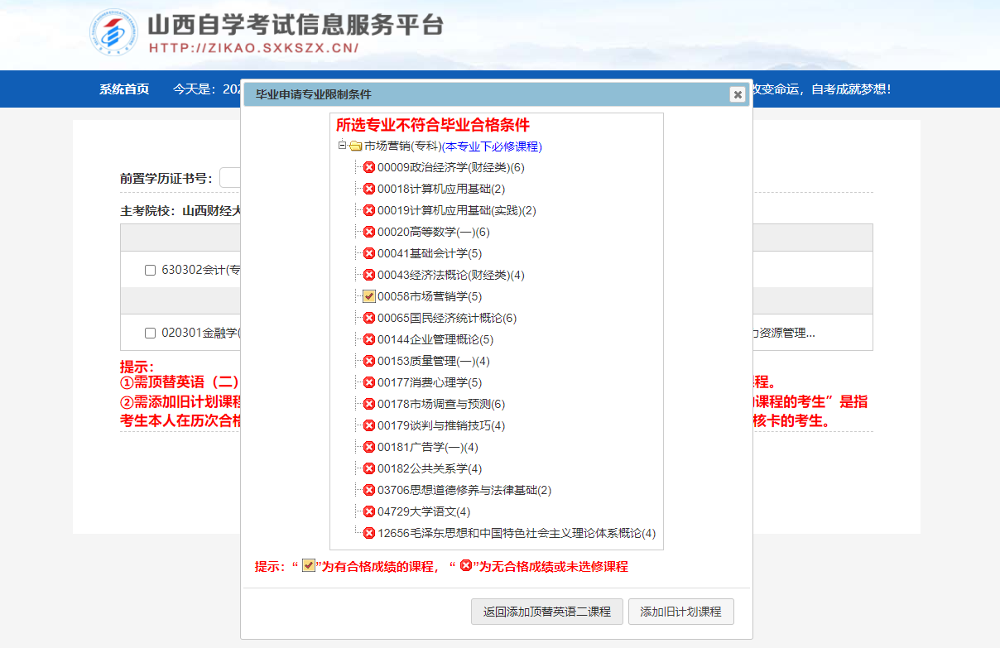 山西自学考试信息服务平台
HTTP://ZIKAO.SXKSZX.CN/
系统首页 今天是：202
改变命运，自考成就梦想！
毕业申请专业限制条件
所选专业不符合毕业合格条件
市场营销(专科)(本专业下必修课程)
00009政治经济学(财经类)(6)
00018计算机应用基础(2)
00019计算机应用基础(实践)(2)
00020高等数学(一)(6)
00041基础会计学(5)
00043经济法概论(财经类)(4)
00058市场营销学(5)
00065国民经济统计概论(6)
00144企业管理概论(5)
00153质量管理(一)(4)
00177消费心理学(5)
00178市场调查与预测(6)
00179谈判与推销技巧(4)
00181广告学(一)(4)
00182公共关系学(4)
03706思想道德修养与法律基础(2)
04729大学语文(4)
12656毛泽东思想和中国特色社会主义理论体系概论(4)
提示：“ ”为有合格成绩的课程，“ ”为无合格成绩或未选修课程
返回添加顶替英语二课程 添加旧计划课程
前置学历证书号：
主考院校：山西财经大
630302会计(专
020301金融学( 力资源管理...
提示：
①需顶替英语（二） 程。
②需添加旧计划课程 课程的考生”是指
考生本人在历次合格 核卡的考生。